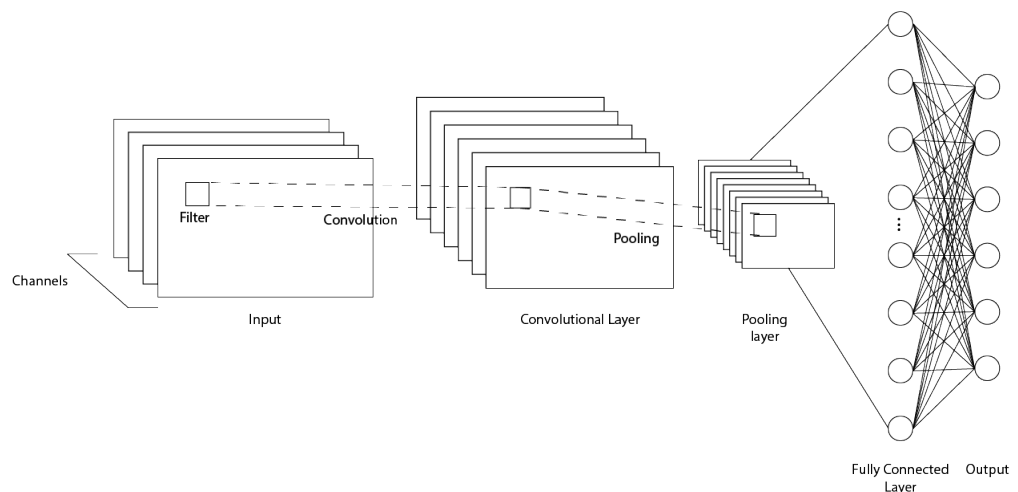 Filter
Convolution
Pooling
Channels
Input
Convolutional Layer
Pooling
layer
Fully Connected
Layer
Output